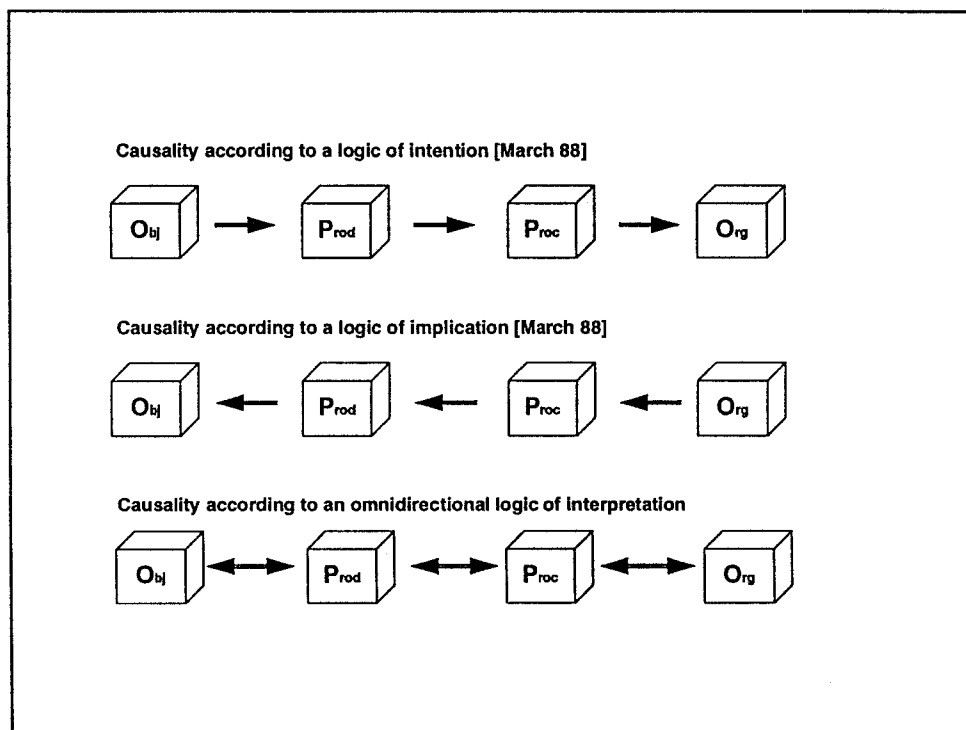 Causality according to a logic of intention [March 88]
Obj Prod Proc Org
Causality according to a logic of implication [March 88]
Obj Prod Proc Org
Causality according to an omnidirectional logic of interpretation
Obj Prod Proc Org